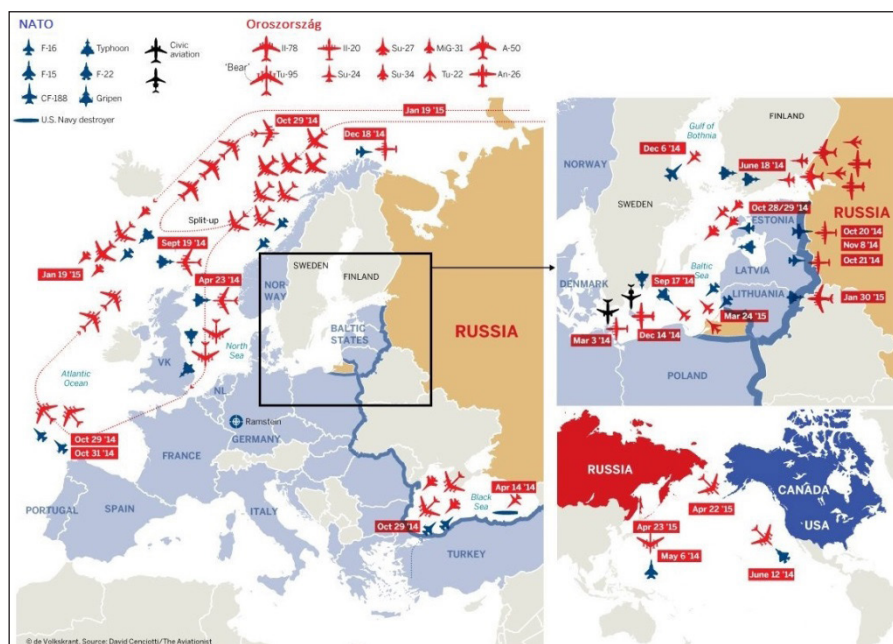 NATO
Oroszország
F-16
Typhoon
Civic
aviation
F-15
F-22
CF-188
Gripen
U.S. Navy destroyer
Il-78
Il-20
Su-27
MiG-31
A-50
'Bear'
Tu-95
Su-24
Su-34
Tu-22
An-26
Jan 19 '15
Oct 29 '14
Dec 18 '14
Split-up
Sept 19 '14
Jan 19 '15
Apr 23 '14
NOR
WAY
SWEDEN
FINLAND
BALTIC
STATES
RUSSIA
North
Sea
VK
NL
Atlantic
Ocean
Ramstein
GERMANY
Oct 29 '14
Oct 31 '14
FRANCE
PORTUGAL
SPAIN
ITALY
Apr 14 '14
Black
Sea
Oct 29 '14
TURKEY
© de Volkskrant. Source: David Cenciotti/The Aviationist
Gulf of
Bothnia
FINLAND
Dec 6 '14
June 18 '14
NORWAY
SWEDEN
RUSSIA
Oct 28/29 '14
ESTONIA
Oct 20 '14
Nov 8 '14
Oct 21 '14
Baltic
Sea
LATVIA
DENMARK
Sep 17 '14
LITHUANIA
Jan 30 '15
Mar 24 '15
Mar 3 '14
Dec 14 '14
POLAND
RUSSIA
CANADA
USA
Apr 22 '15
Apr 23 '15
May 6 '14
June 12 '14